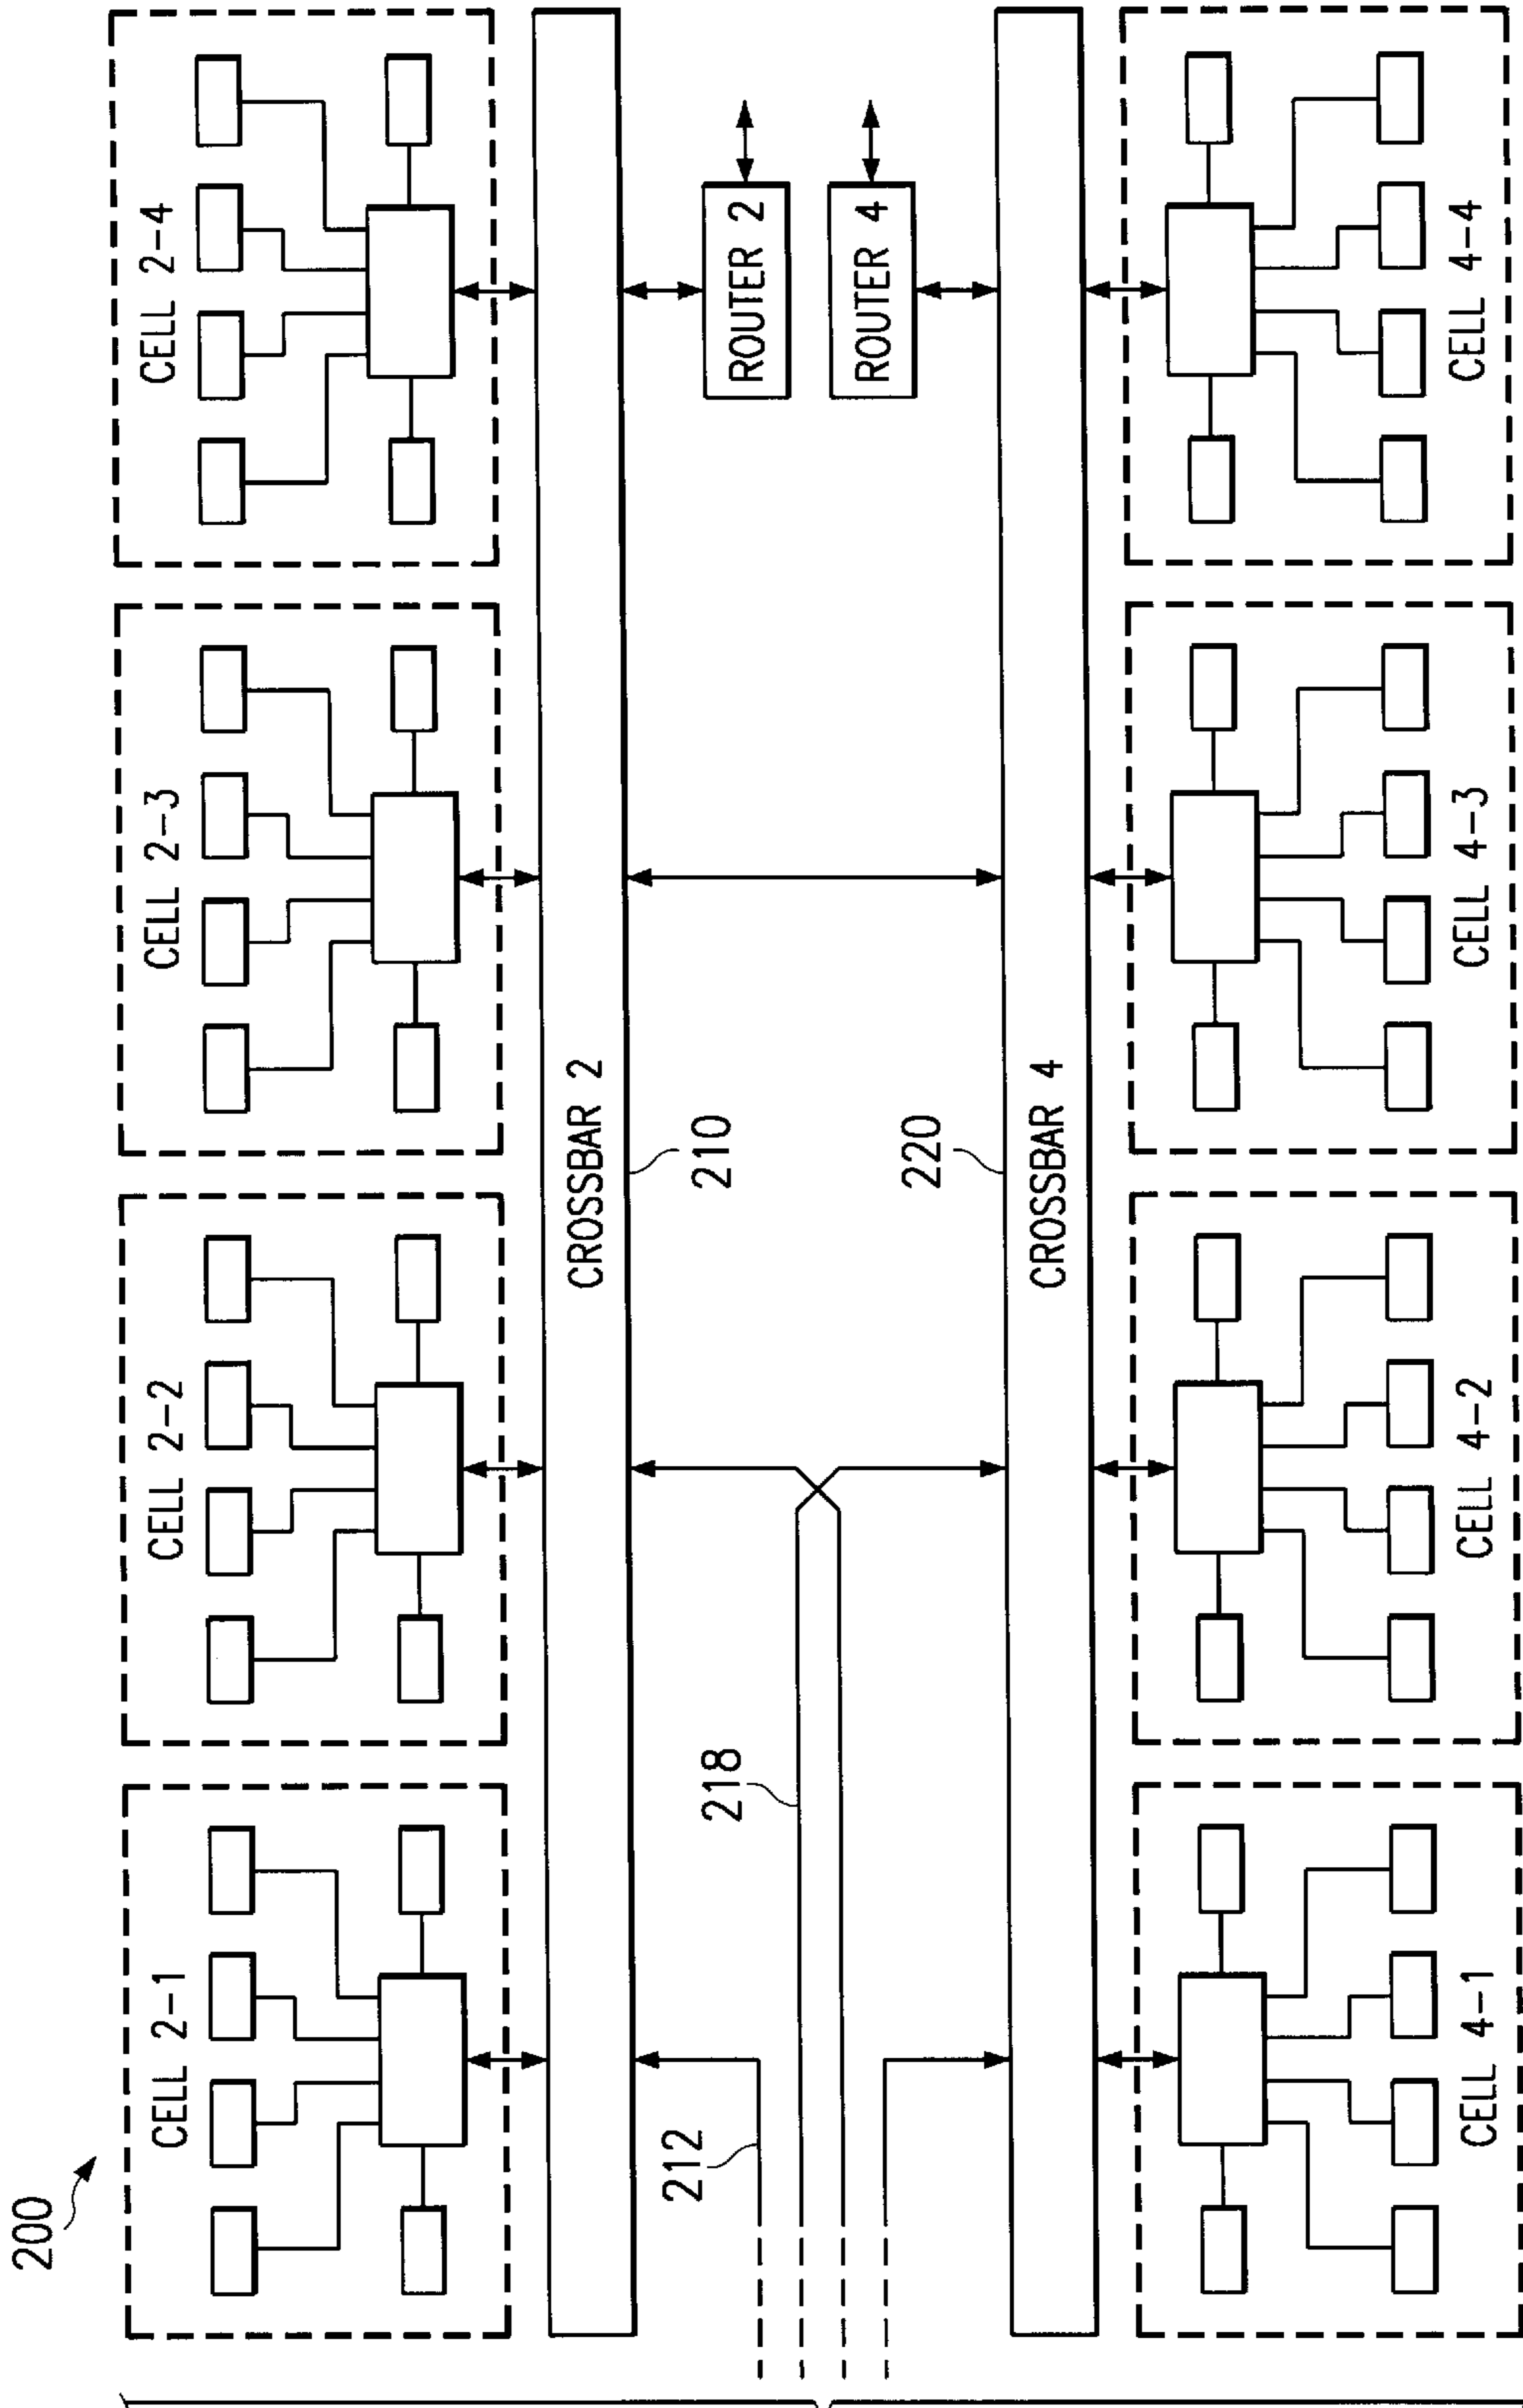 200
CELL 2-1
CELL 2-2
CELL 2-3
CELL 2-4
CROSSBAR 2
210
212
218
ROUTER 2
ROUTER 4
220
CROSSBAR 4
CELL 4-1
CELL 4-2
CELL 4-3
CELL 4-4